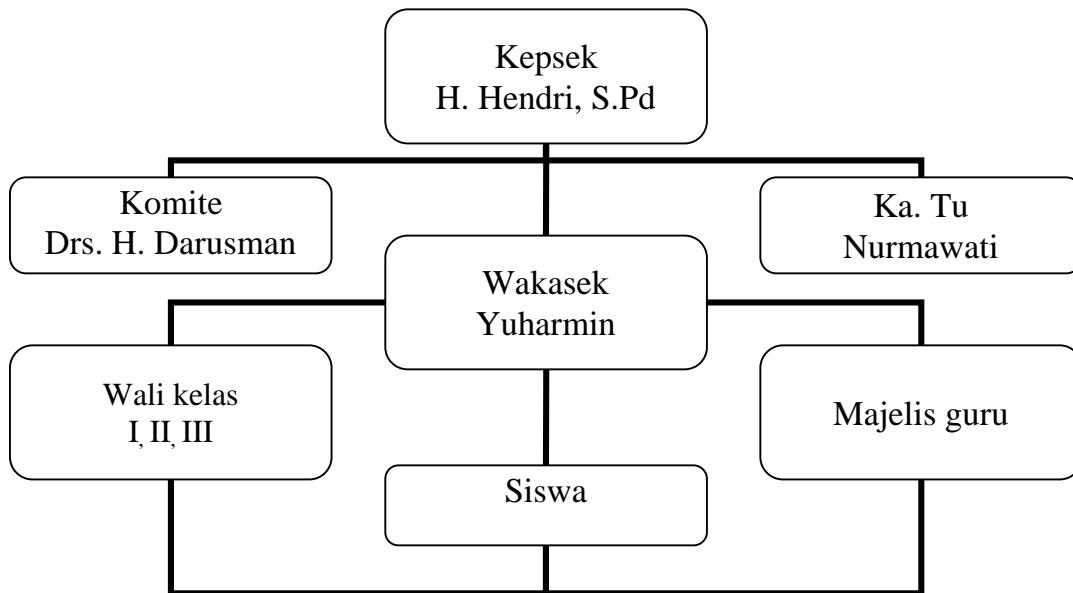 Kepsek
H. Hendri, S.Pd
Komite
Drs. H. Darusman
Ka. Tu
Nurmawati
Wakasek
Yuharmin
Wali kelas
I, II, III
Majelis guru
Siswa